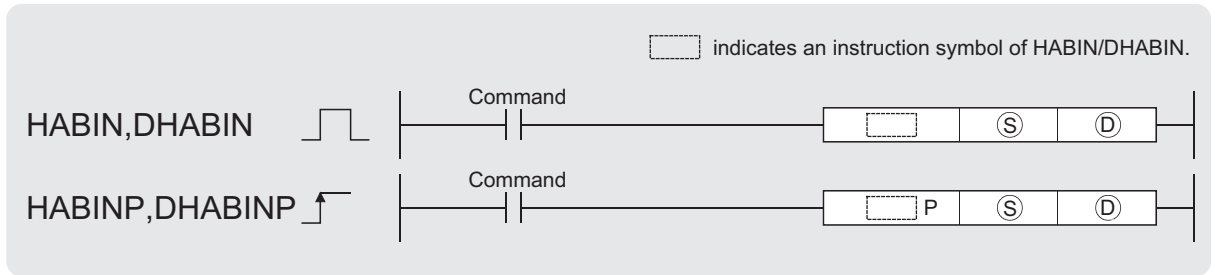 indicates an instruction symbol of HABIN/DHABIN.
Command
HABIN,DHABIN
S D
Command
HABINP,DHABINP
P S D